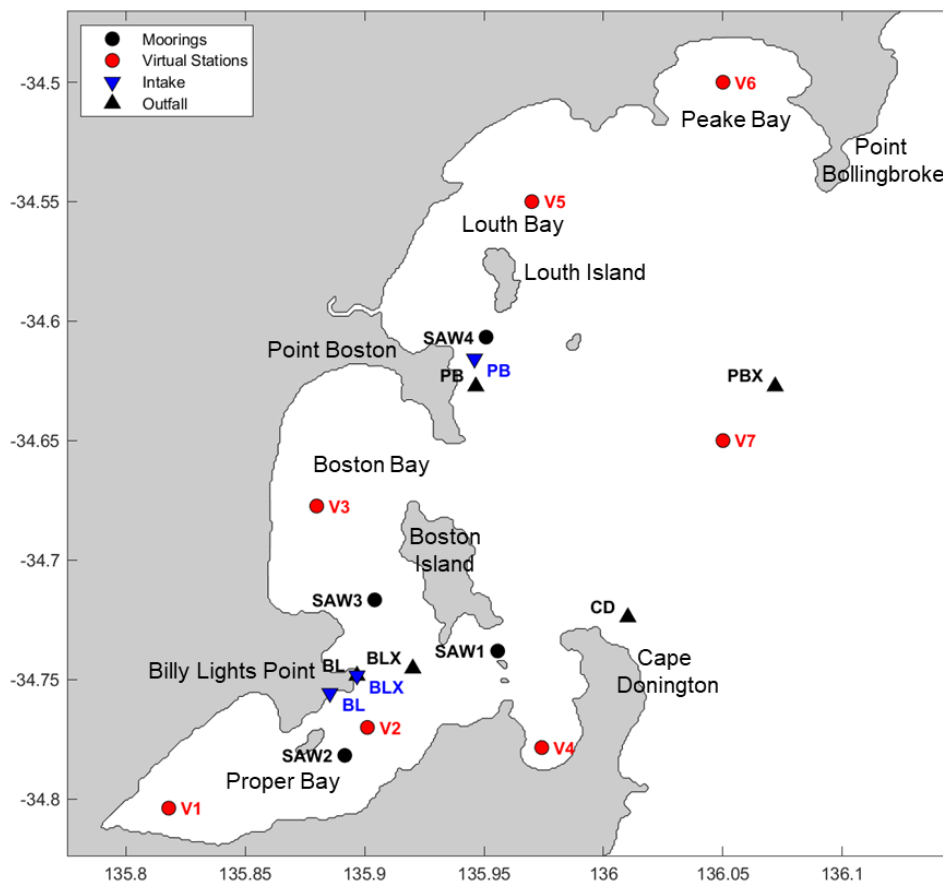 Moorings
Virtual Stations
Intake
Outfall
-34.5
-34.55
-34.6
-34.65
-34.7
-34.75
-34.8
V6
Peake Bay
Point
Bollingbroke
V5
Louth Bay
Louth Island
SAW4
Point Boston
PB
PB
PBX
V7
Boston Bay
V3
Boston
Island
SAW3
CD
SAW1
Cape
Donington
Billy Lights Point
BL
BLX
BLX
BL
V2
V4
SAW2
Proper Bay
V1
135.8
135.85
135.9
135.95
136
136.05
136.1